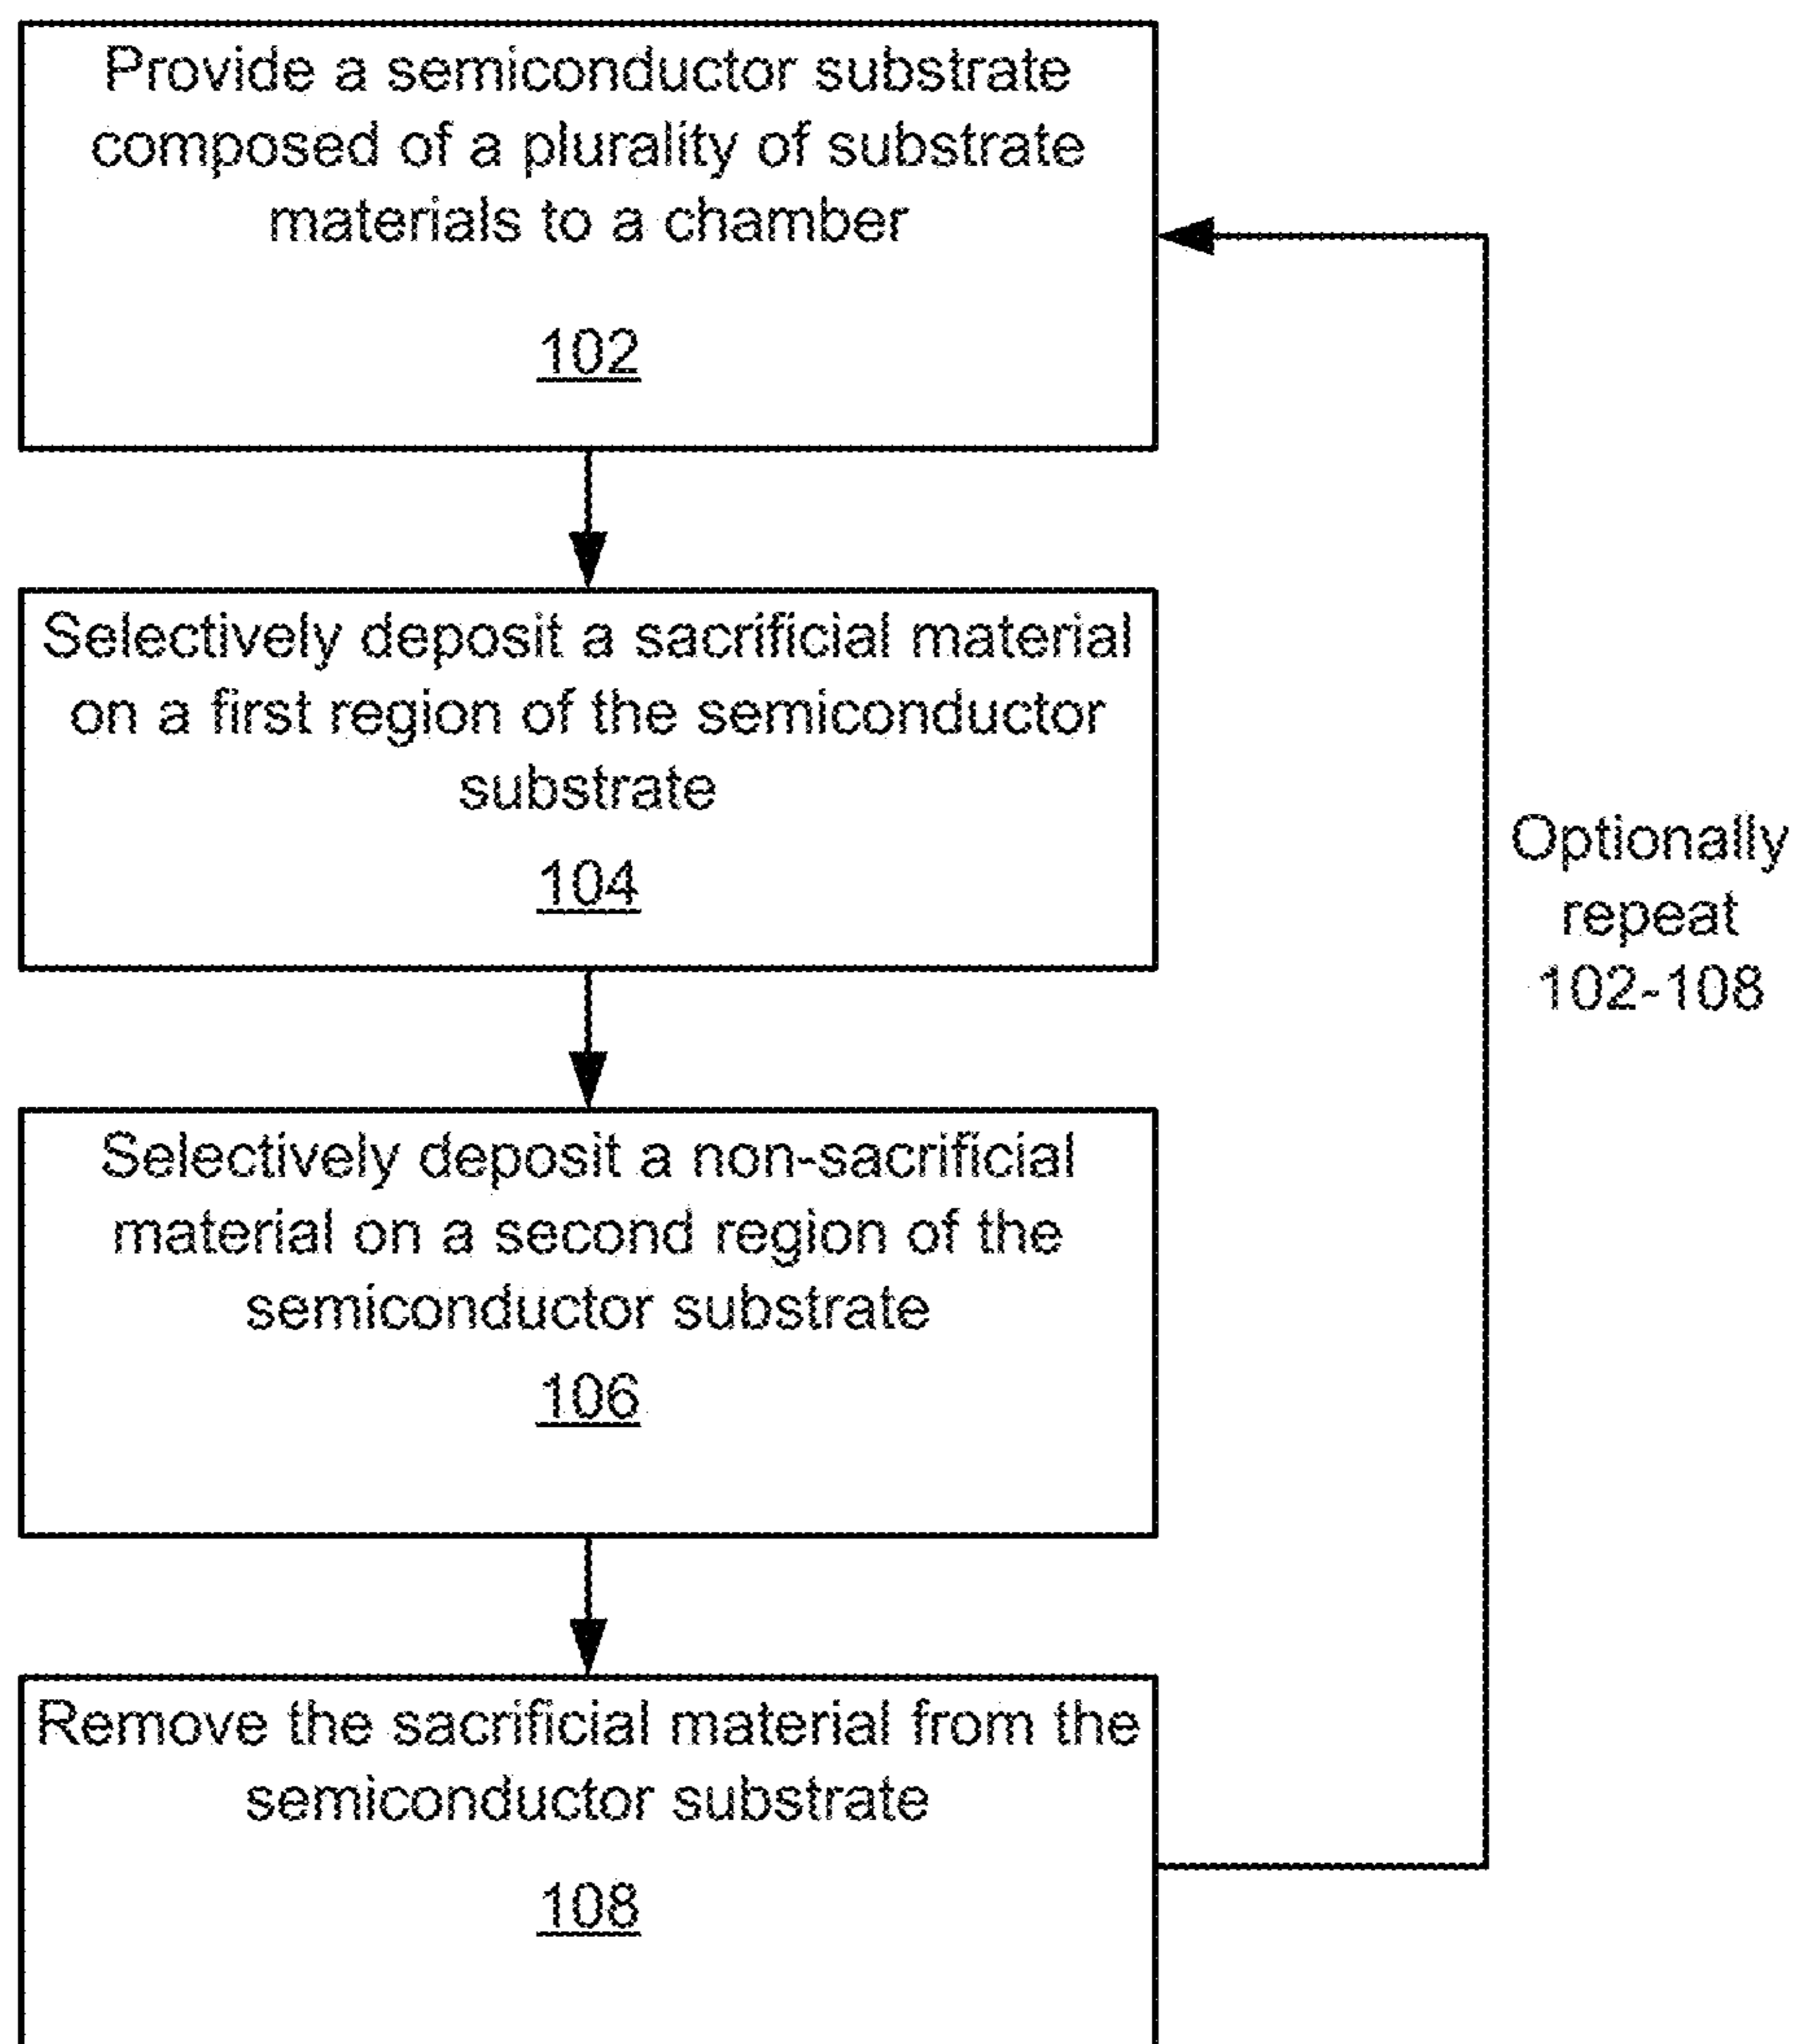 Provide a semiconductor substrate
composed of a plurality of substrate
materials to a chamber
102
Selectively deposit a sacrificial material
on a first region of the semiconductor
substrate
104
Selectively deposit a non-sacrificial
material on a second region of the
semiconductor substrate
106
Remove the sacrificial material from the
semiconductor substrate
108
Optionally
repeat
102-108